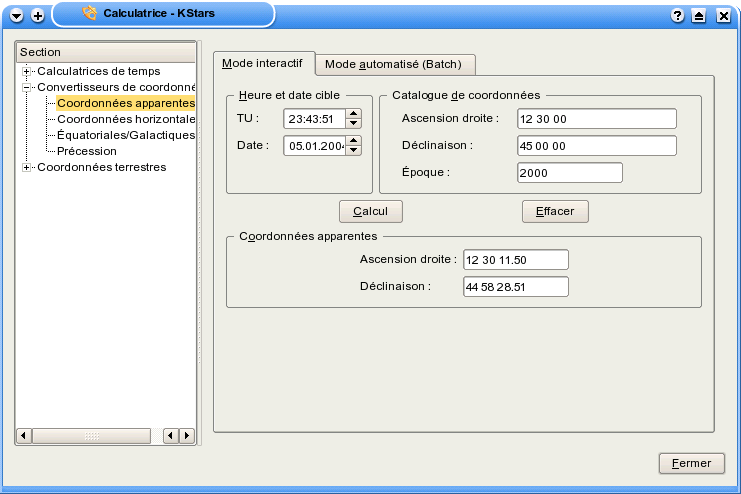 Calculatrice - KStars
Section
Calculatrices de temps
Convertisseurs de coordonné
Coordonnées apparentes
Coordonnées horizontale
Équatoriales/Galactiques
Précession
Coordonnées terrestres
Mode interactif
Mode automatisé (Batch)
Heure et date cible
TU :
23:43:51
Date :
05.01.2004
Catalogue de coordonnées
Ascension droite :
12 30 00
Déclinaison :
45 00 00
Époque :
2000
Calcul
Effacer
Coordonnées apparentes
Ascension droite :
12 30 11.50
Déclinaison :
44 58 28.51
Fermer